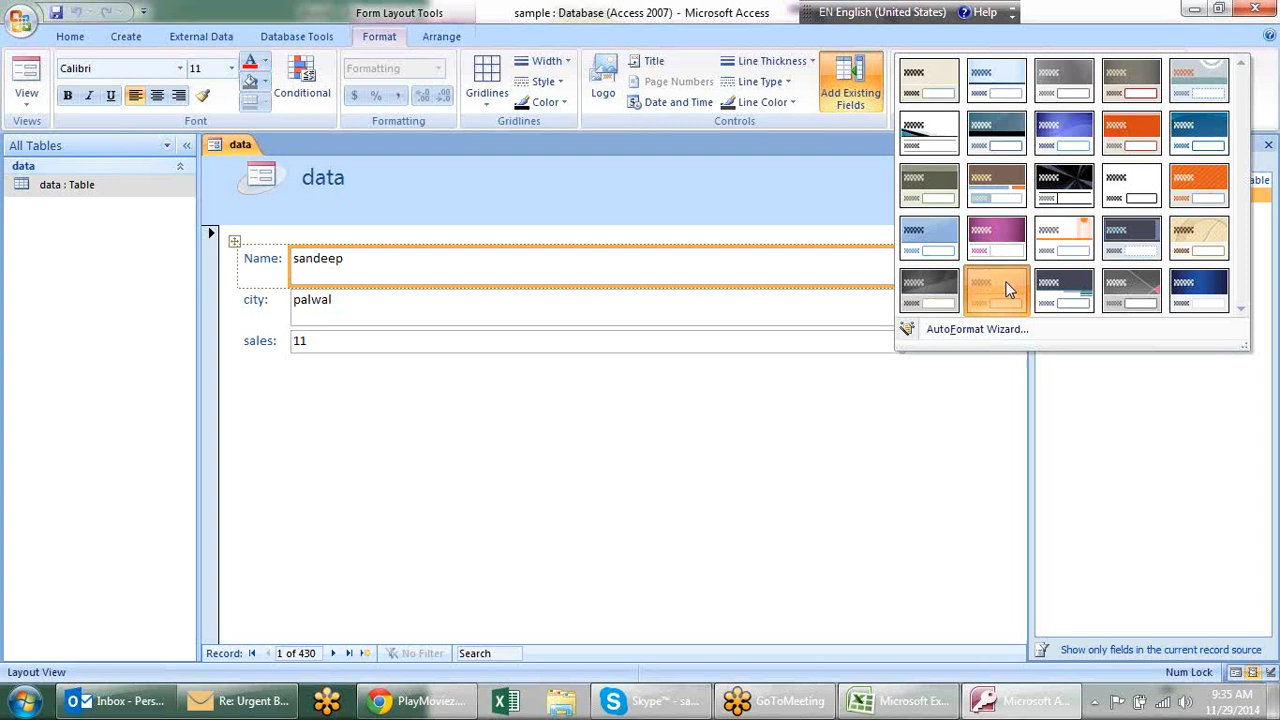 Form Layout Tools
sample : Database (Access 2007) - Microsoft Access
EN English (United States)
Help
Home
Create
External Data
Database Tools
Format
Arrange
View
Views
Calibri
11
B I U A
Font
Conditional
Formatting
$ % ,
Formatting
Gridlines
Width
Style
Color
Gridlines
Logo
Title
Page Numbers
Date and Time
Line Thickness
Line Type
Line Color
Controls
Add Existing
Fields
AutoFormat Wizard...
All Tables
data
data : Table
data
data
Name: sandeep
city: palwal
sales: 11
Record:
1 of 430
No Filter
Search
Show only fields in the current record source
Layout View
Num Lock
Inbox - Pers...
Re: Urgent B...
PlayMoviez....
Skype™ - sa...
GoToMeeting
Microsoft Ex...
Microsoft A...
9:35 AM
11/29/2014